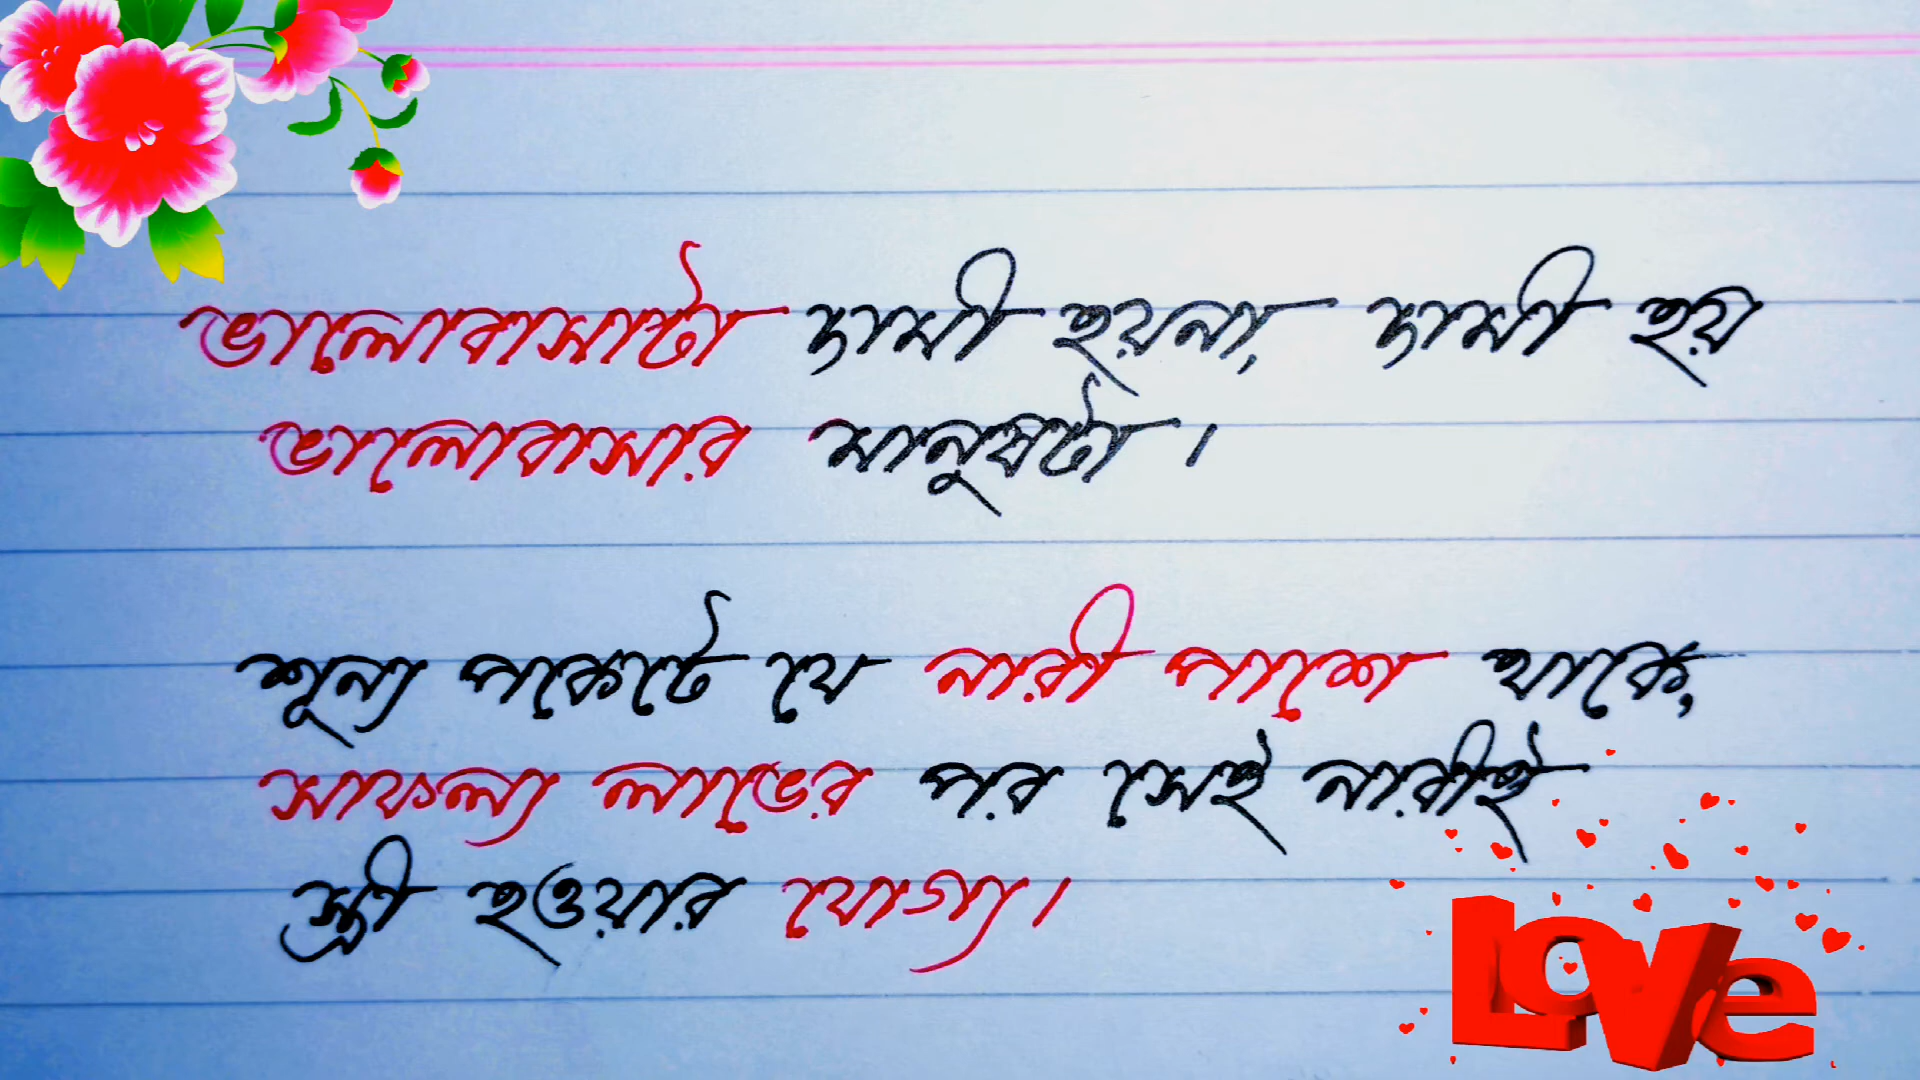 ভালোবাসাটা দামী হয়না, দামী হয়
ভালোবাসার মানুষটা।
শূন্য পকেটে যে নারী পাশে থাকে,
সাফল্য লাভের পর সেই নারীই
স্ত্রী হওয়ার যোগ্য।
Love